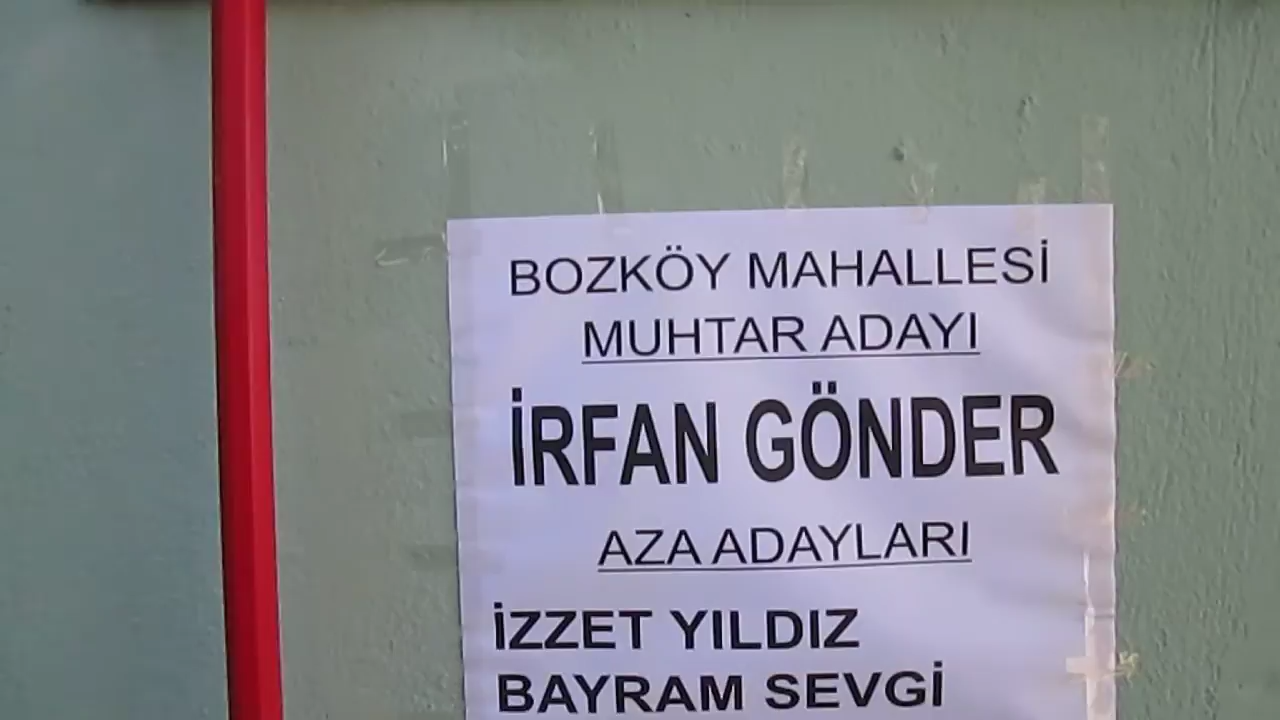 BOZKÖY MAHALLESİ
MUHTAR ADAYI
İRFAN GÖNDER
AZA ADAYLARI
İZZET YILDIZ
BAYRAM SEVGİ